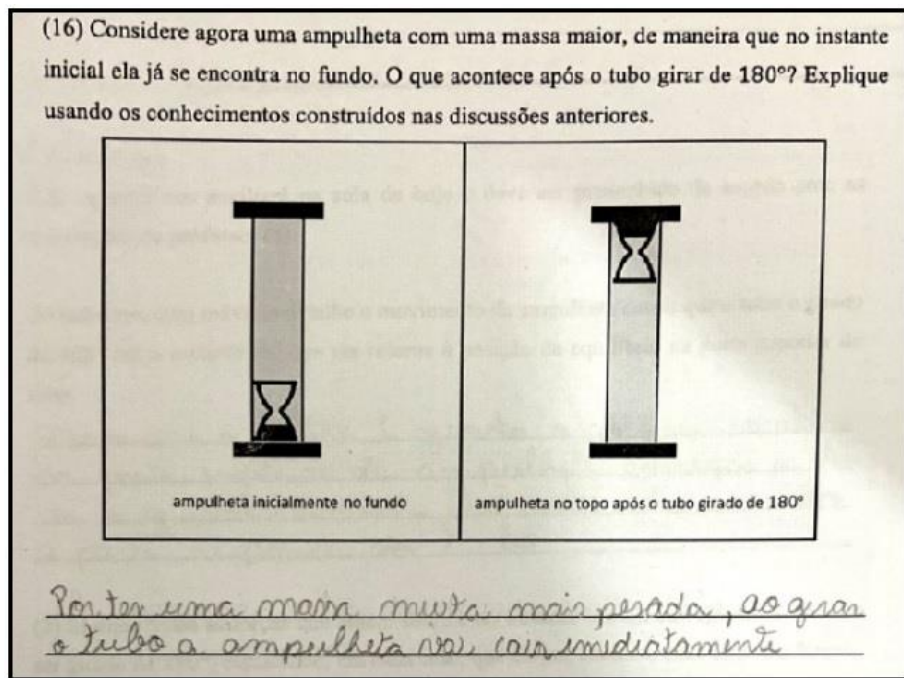 (16) Considere agora uma ampulheta com uma massa maior, de maneira que no instante
inicial ela já se encontra no fundo. O que acontece após o tubo girar de 180°? Explique
usando os conhecimentos construídos nas discussões anteriores.
ampulheta inicialmente no fundo
ampulheta no topo após o tubo girado de 180°
Por ter uma massa muita mais pesada, ao girar
o tubo a ampulheta vai cair imediatamente